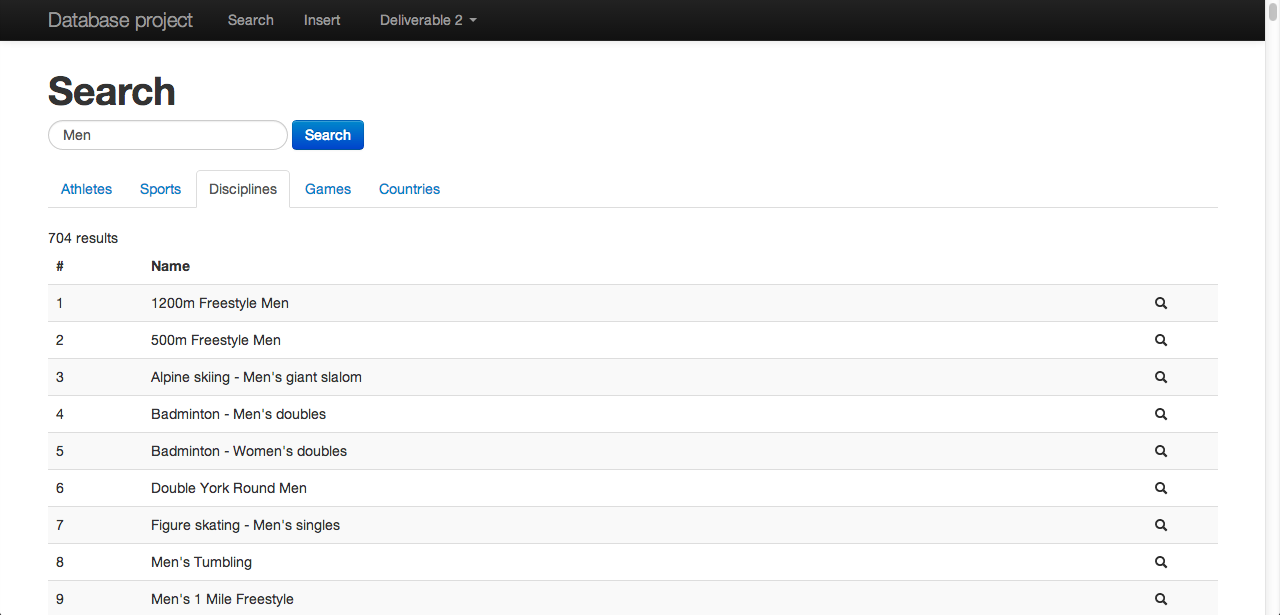 Database project Search Insert Deliverable 2
Search
Men Search
Athletes Sports Disciplines Games Countries
704 results
# Name
1 1200m Freestyle Men
2 500m Freestyle Men
3 Alpine skiing - Men's giant slalom
4 Badminton - Men's doubles
5 Badminton - Women's doubles
6 Double York Round Men
7 Figure skating - Men's singles
8 Men's Tumbling
9 Men's 1 Mile Freestyle